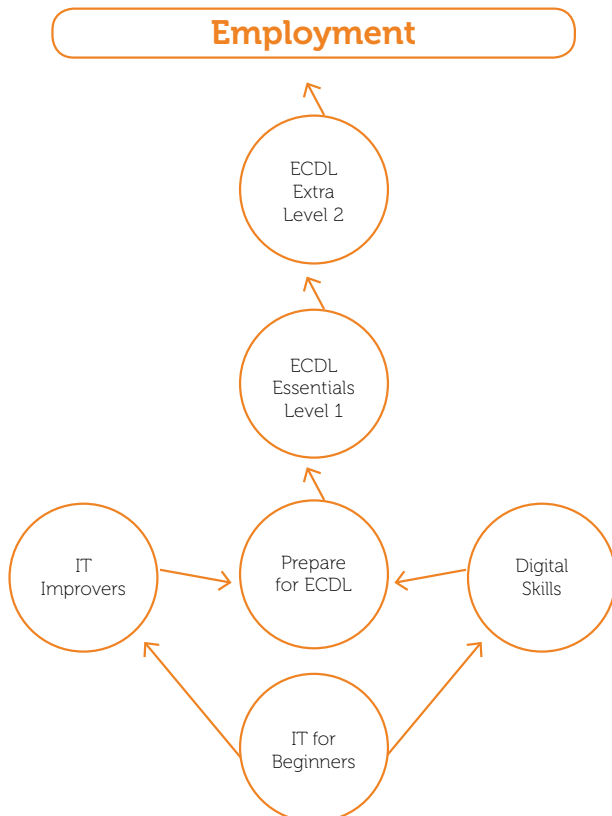 Employment
ECDL
Extra
Level 2
ECDL
Essentials
Level 1
IT
Improvers
Prepare
for ECDL
Digital
Skills
IT for
Beginners